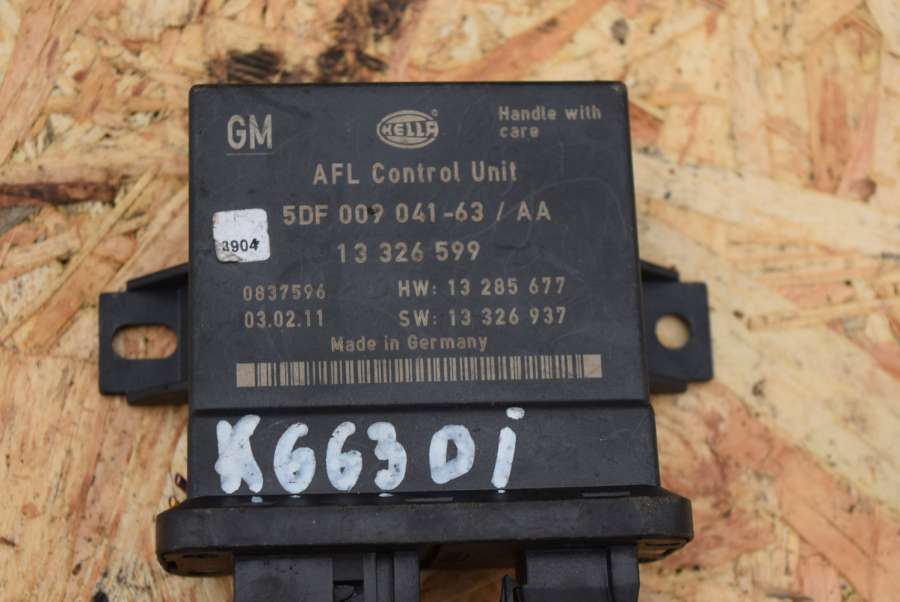 GM
HELLA
Handle with
care
AFL Control Unit
5DF 009 041-63 / AA
3904
13 326 599
0837596 HW: 13 285 677
03.02.11 SW: 13 326 937
Made in Germany
K6630i